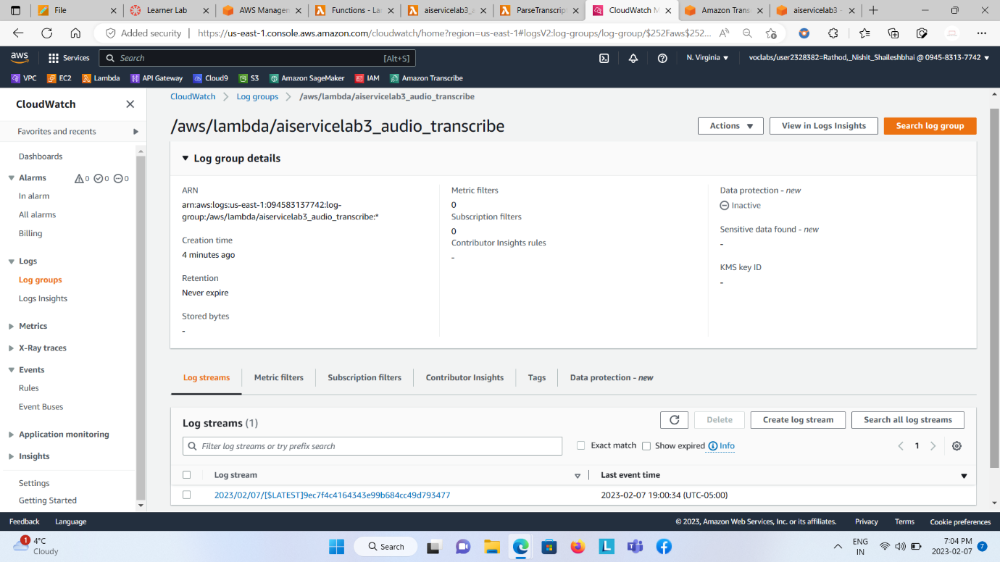 File
Learner Lab
AWS Manager
Functions - La
aiservicelab3_a
ParseTranscrip
CloudWatch M
Amazon Trans
aiservicelab3 -
Added security
https://us-east-1.console.aws.amazon.com/cloudwatch/home?region=us-east-1#logsV2:log-groups/log-group/$252Faws$252...
aws
Services
Search
[Alt+S]
N. Virginia
voclabs/user2328382=Rathod,_Nishit_Shaileshbhai @ 0945-8313-7742
VPC
EC2
Lambda
API Gateway
Cloud9
S3
Amazon SageMaker
IAM
Amazon Transcribe
CloudWatch
Favorites and recents
Dashboards
Alarms
0
0
0
In alarm
All alarms
Billing
Logs
Log groups
Logs Insights
Metrics
X-Ray traces
Events
Rules
Event Buses
Application monitoring
Insights
Settings
Getting Started
CloudWatch
Log groups
/aws/lambda/aiservicelab3_audio_transcribe
/aws/lambda/aiservicelab3_audio_transcribe
Actions
View in Logs Insights
Search log group
Log group details
ARN
arn:aws:logs:us-east-1:094583137742:log-
group:/aws/lambda/aiservicelab3_audio_transcribe:*
Creation time
4 minutes ago
Retention
Never expire
Stored bytes
-
Metric filters
0
Subscription filters
0
Contributor Insights rules
-
Data protection - new
Inactive
Sensitive data found - new
-
KMS key ID
-
Log streams
Metric filters
Subscription filters
Contributor Insights
Tags
Data protection - new
Log streams (1)
Delete
Create log stream
Search all log streams
Filter log streams or try prefix search
Exact match
Show expired
Info
1
Log stream
Last event time
2023/02/07/[$LATEST]9ec7f4c4164343e99b684cc49d793477
2023-02-07 19:00:34 (UTC-05:00)
Feedback
Language
© 2023, Amazon Web Services, Inc. or its affiliates.
Privacy
Terms
Cookie preferences
1
4°C
Cloudy
Search
ENG
IN
7:04 PM
2023-02-07
7